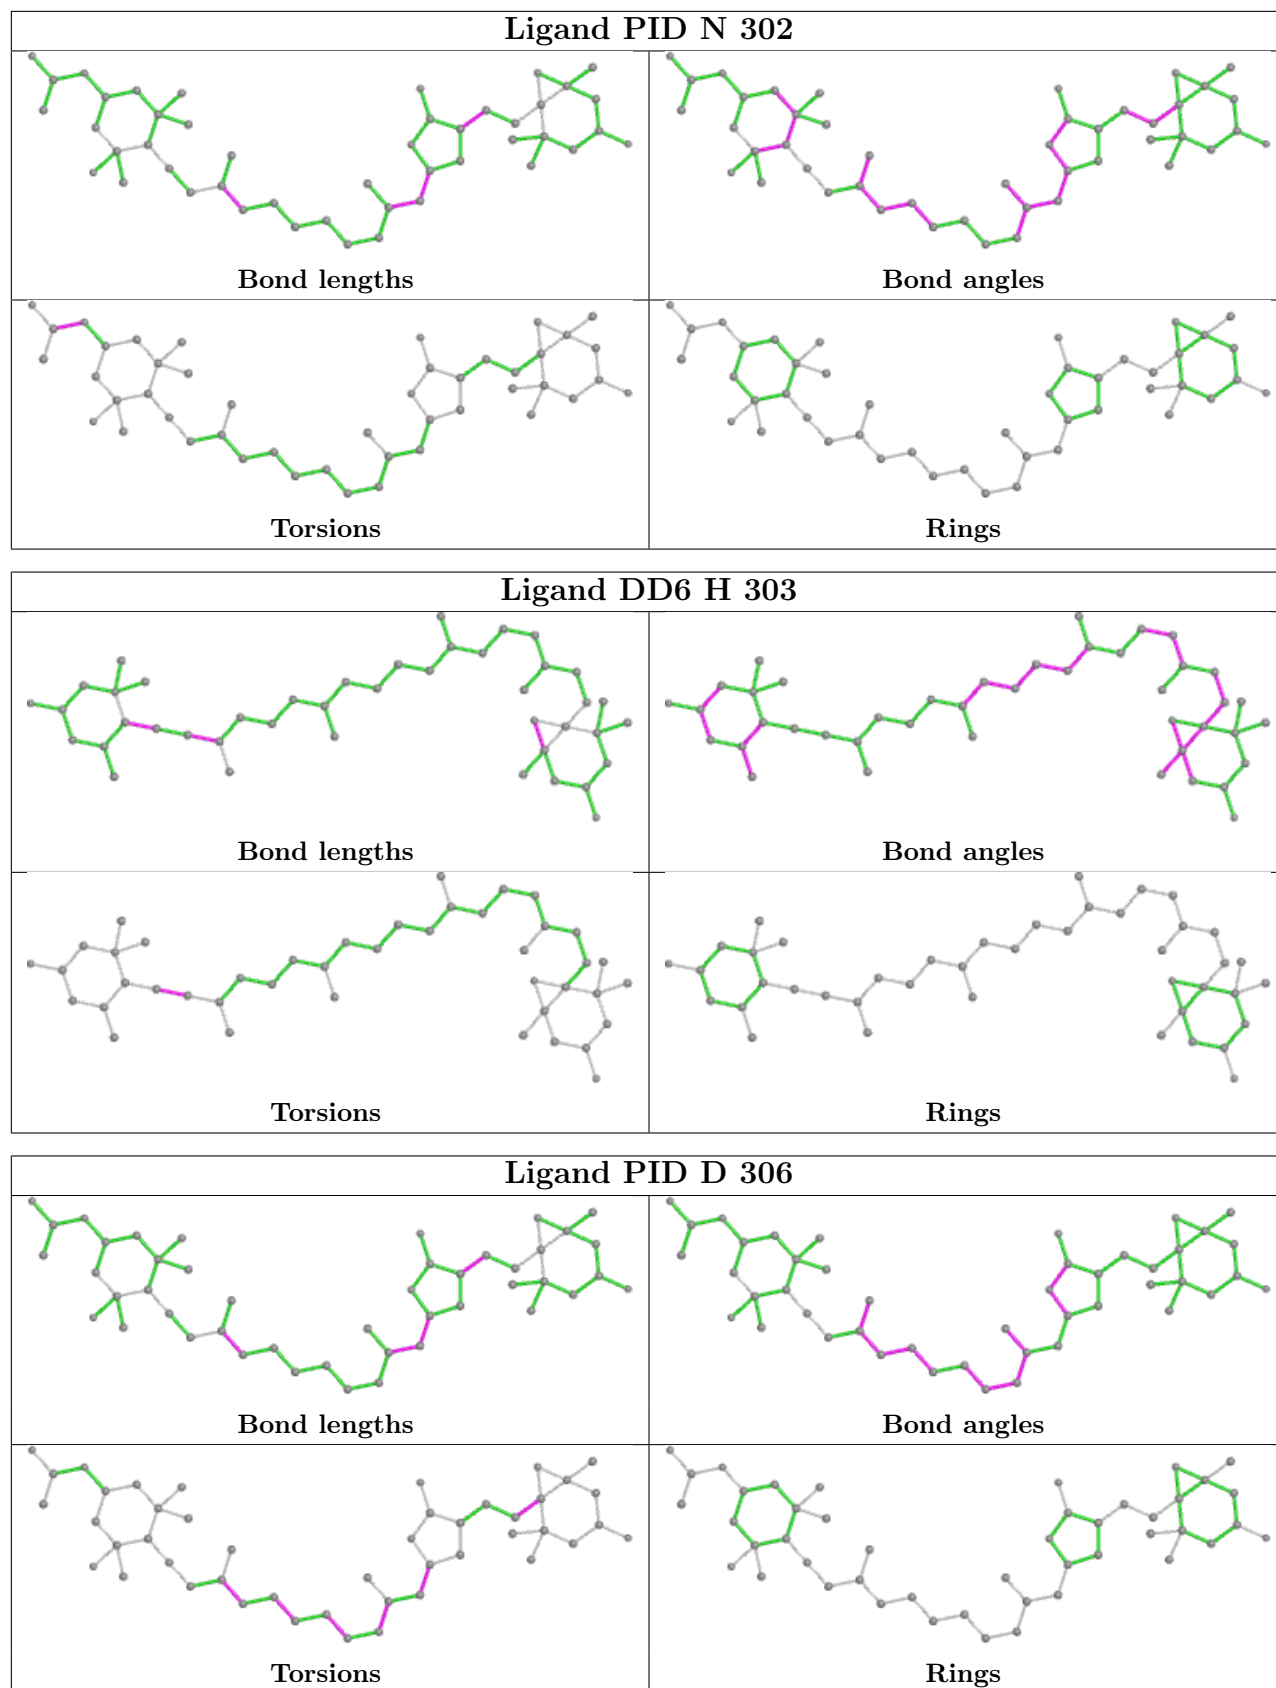 Ligand PID N 302
Bond lengths
Bond angles
Torsions
Rings
Ligand DD6 H 303
Bond lengths
Bond angles
Torsions
Rings
Ligand PID D 306
Bond lengths
Bond angles
Torsions
Rings